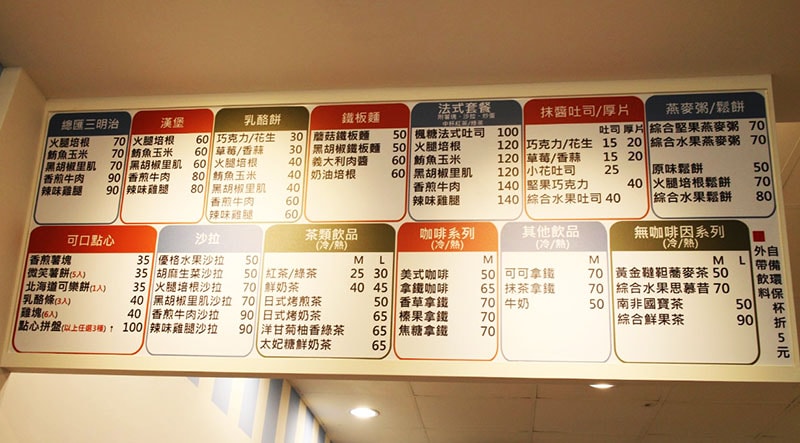 總匯三明治
火腿培根 70
鮪魚玉米 70
黑胡椒里肌 70
香煎牛肉 90
辣味雞腿 90
漢堡
火腿培根 60
鮪魚玉米 60
黑胡椒里肌 60
香煎牛肉 80
辣味雞腿 80
乳酪餅
巧克力/花生 30
草莓/香蒜 30
火腿培根 40
鮪魚玉米 40
黑胡椒里肌 40
香煎牛肉 60
辣味雞腿 60
鐵板麵
蘑菇鐵板麵 50
黑胡椒鐵板麵 50
義大利肉醬 60
奶油培根 60
法式套餐
附薯塊、沙拉、炒蛋
中杯紅茶/綠茶
楓糖法式吐司 100
火腿培根 120
鮪魚玉米 120
黑胡椒里肌 120
香煎牛肉 140
辣味雞腿 140
抹醬吐司/厚片
吐司 厚片
巧克力/花生 15 20
草莓/香蒜 15 20
小花吐司 25
堅果巧克力 40
綜合水果吐司 40
燕麥粥/鬆餅
綜合堅果燕麥粥 70
綜合水果燕麥粥 70
原味鬆餅 50
火腿培根鬆餅 70
綜合水果鬆餅 80
可口點心
香煎薯塊 35
微笑薯餅(5入) 35
北海道可樂餅(1入) 35
乳酪條(3入) 40
雞塊(6入) 40
點心拼盤(以上任選3種)↑ 100
沙拉
優格水果沙拉 50
胡麻生菜沙拉 50
火腿培根沙拉 70
黑胡椒里肌沙拉 70
香煎牛肉沙拉 90
辣味雞腿沙拉 90
茶類飲品
(冷/熱)
M L
紅茶/綠茶 25 30
鮮奶茶 40 45
日式烤煎茶 50
日式烤奶茶 65
洋甘菊柚香綠茶 65
太妃糖鮮奶茶 65
咖啡系列
(冷/熱)
M
美式咖啡 50
拿鐵咖啡 65
香草拿鐵 70
榛果拿鐵 70
焦糖拿鐵 70
其他飲品
(冷/熱)
M
可可拿鐵 70
抹茶拿鐵 70
牛奶 50
無咖啡因系列
(冷/熱)
M L
黃金韃靼蕎麥茶 50
綜合水果思慕昔 70
南非國寶茶 50
綜合鮮果茶 90
■自備環保杯折5元
外帶飲料